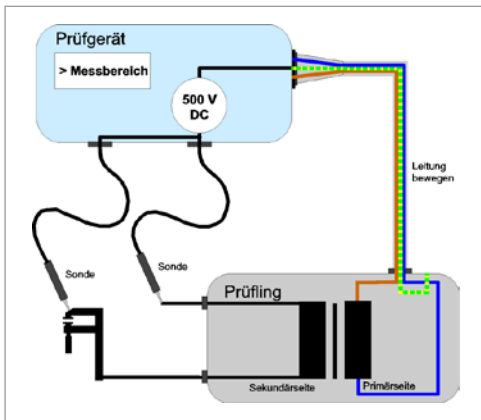 Prüfgerät
> Messbereich
500 V
DC
Leitung
bewegen
Sonde
Sonde
Prüfling
Sekundärseite
Primärseite